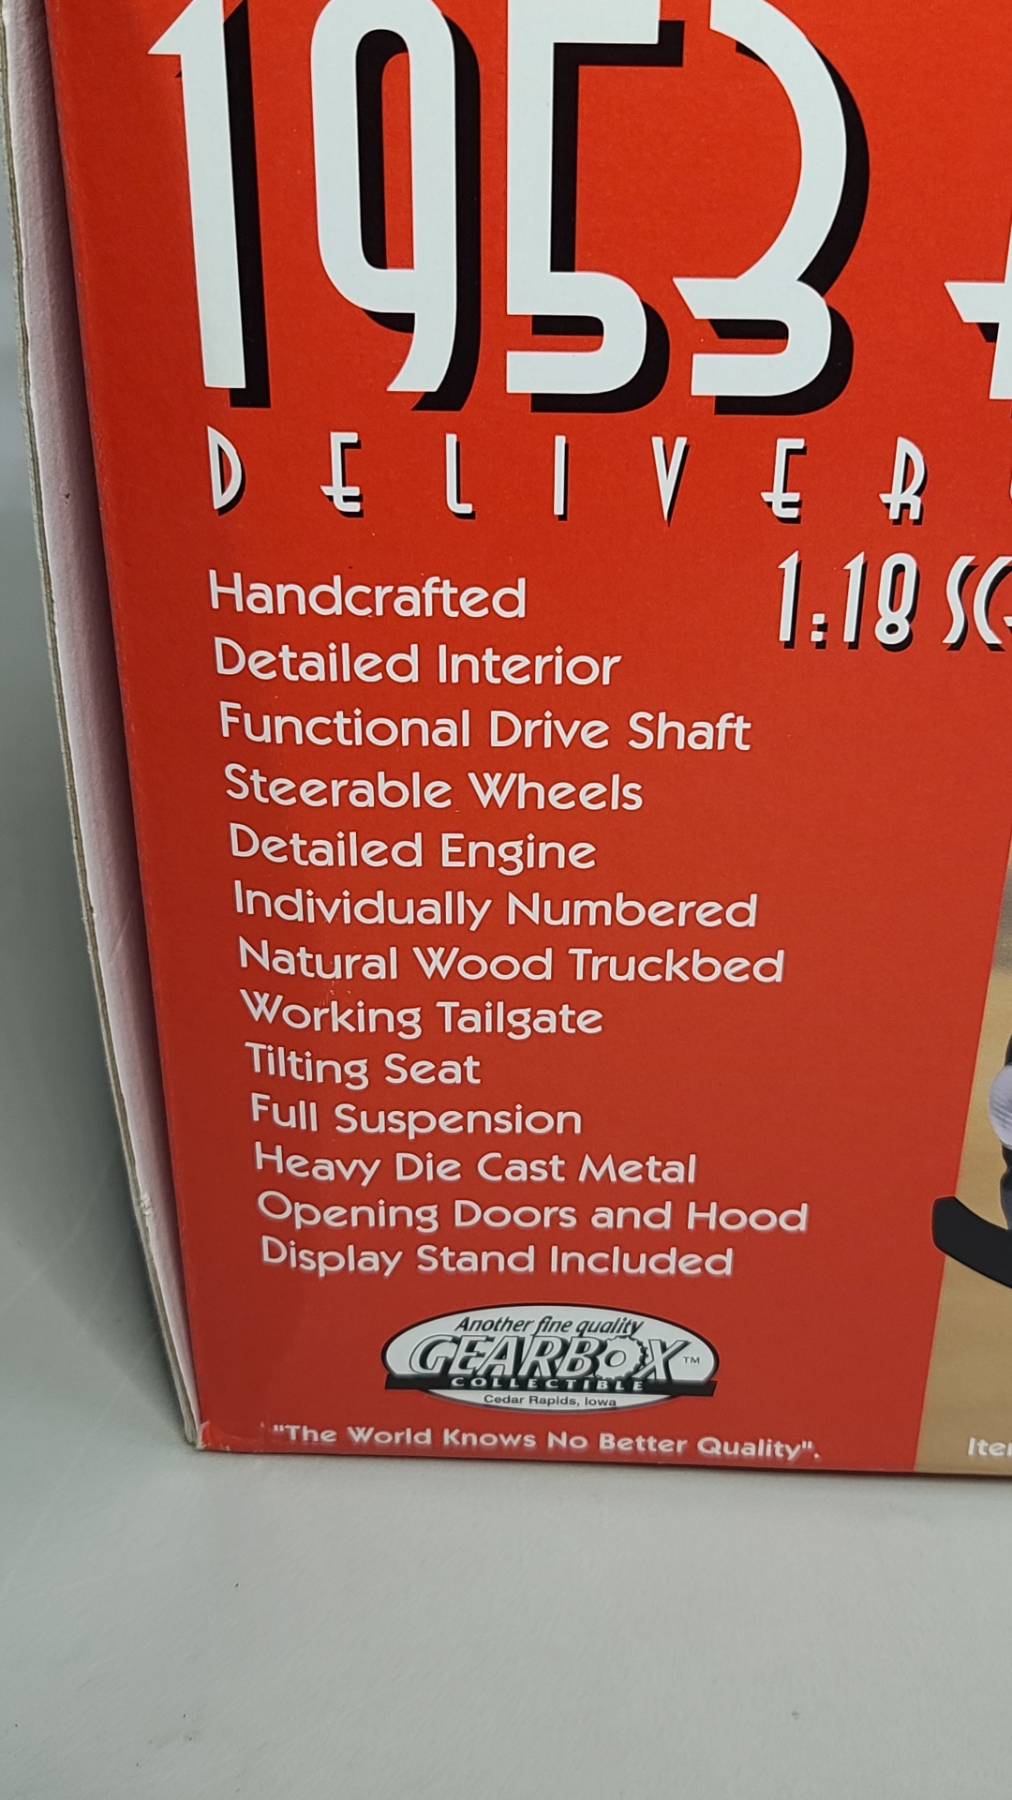 1953
DELIVER
1:18
Handcrafted
Detailed Interior
Functional Drive Shaft
Steerable Wheels
Detailed Engine
Individually Numbered
Natural Wood Truckbed
Working Tailgate
Tilting Seat
Full Suspension
Heavy Die Cast Metal
Opening Doors and Hood
Display Stand Included
Another fine quality
GEARBOX™
COLLECTIBLE
Cedar Rapids, Iowa
"The World Knows No Better Quality".